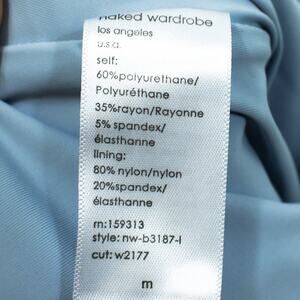 naked wardrobe
los angeles
u.s.a.
self:
60%polyurethane/
Polyuréthane
35%rayon/Rayonne
5% spandex/
élasthanne
lining:
80% nylon/nylon
20%spandex/
élasthanne
rn:159313
style: nw-b3187-l
cut: w2177
m